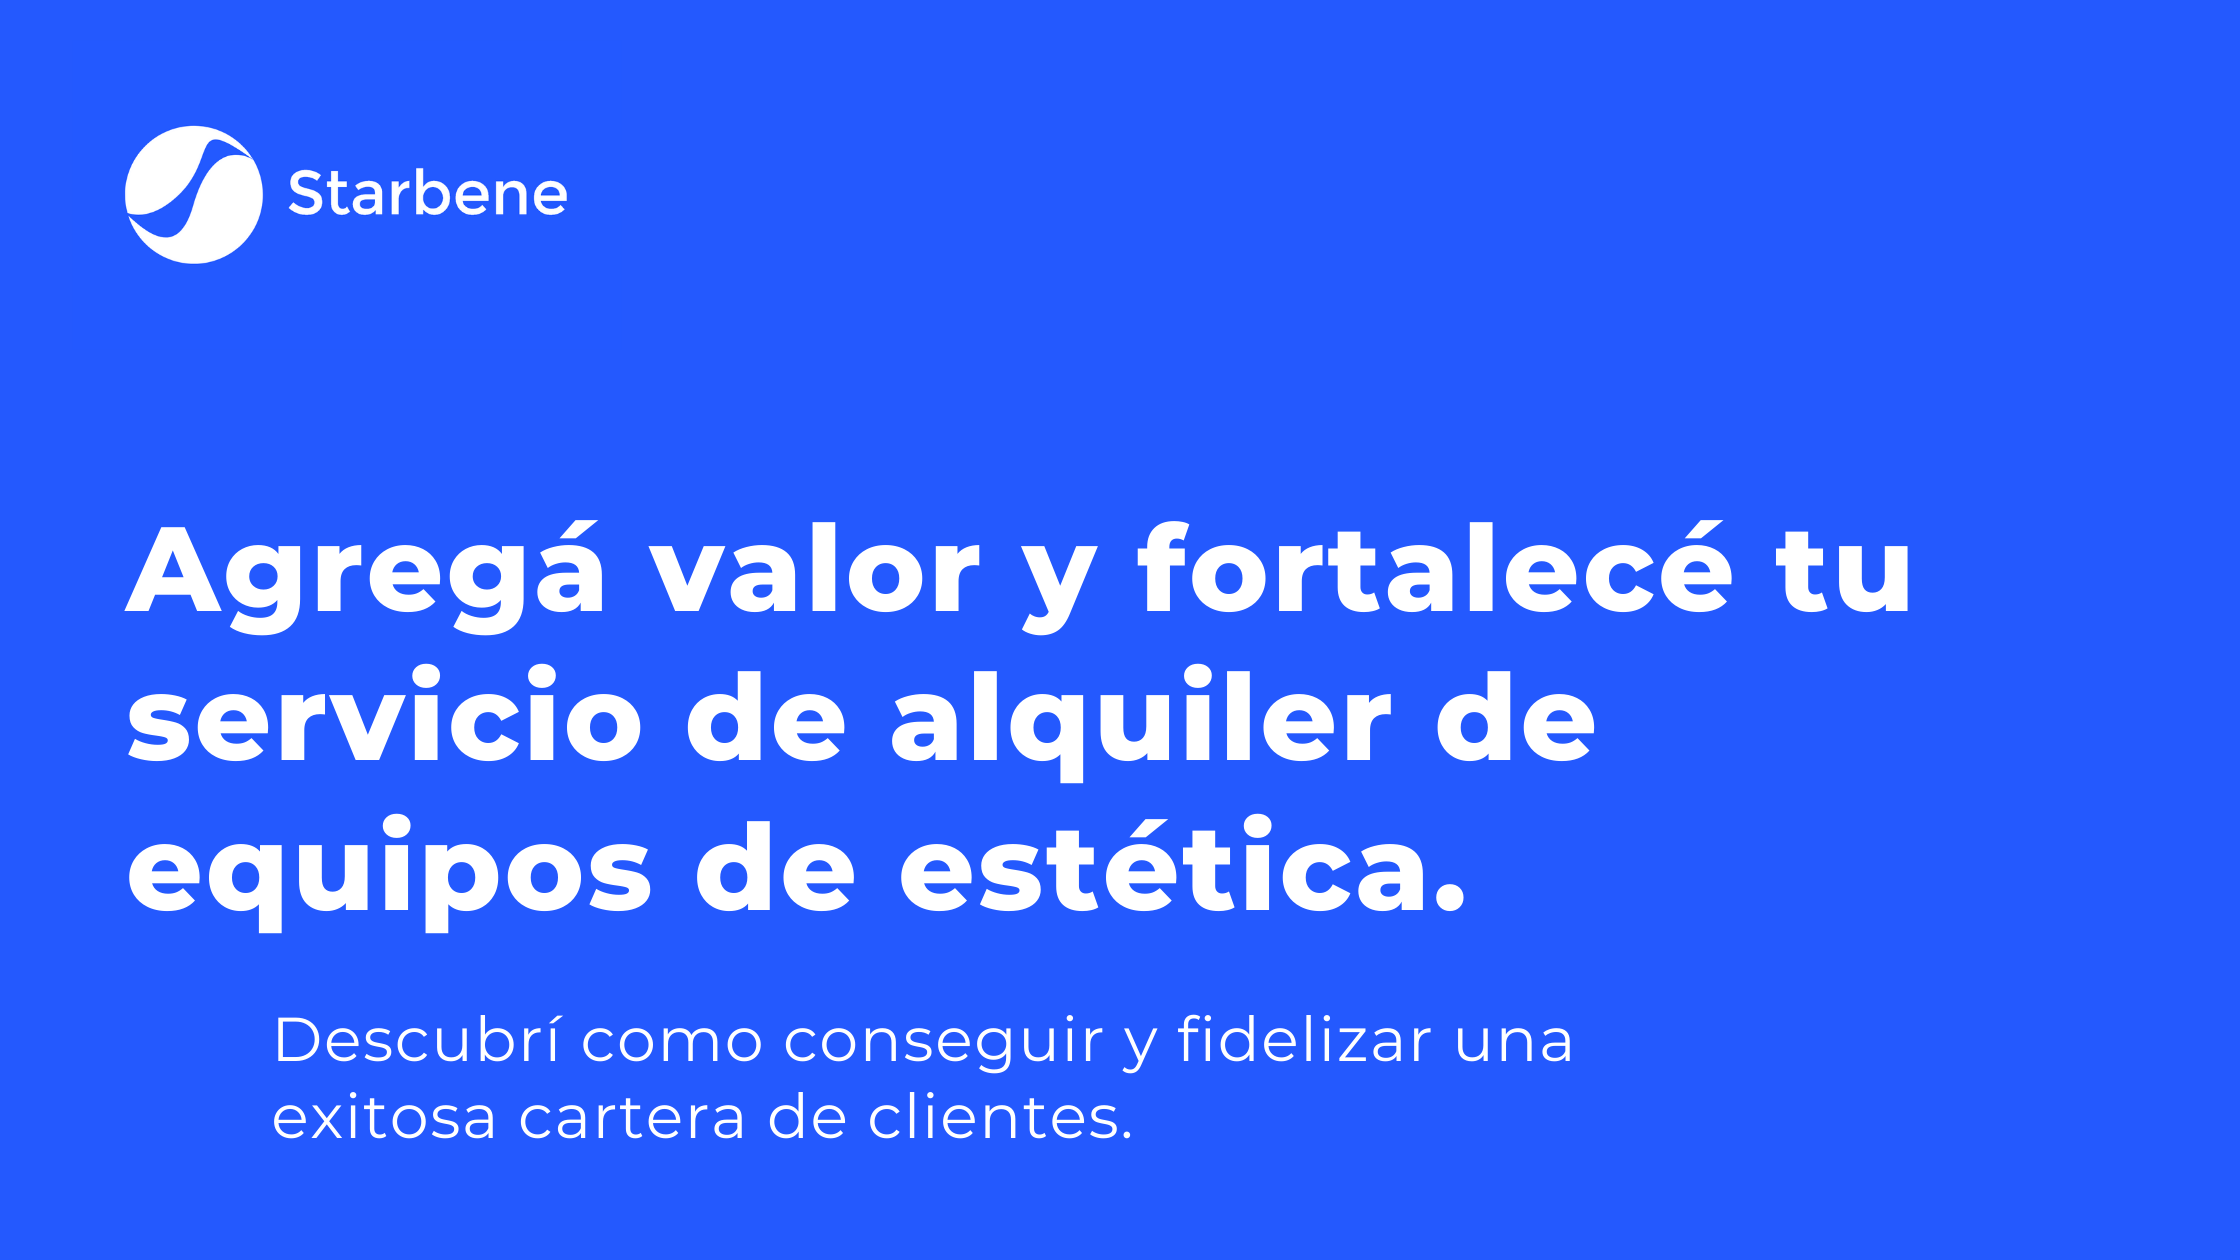 Starbene
Agregá valor y fortalecé tu
servicio de alquiler de
equipos de estética.
Descubrí como conseguir y fidelizar una
exitosa cartera de clientes.